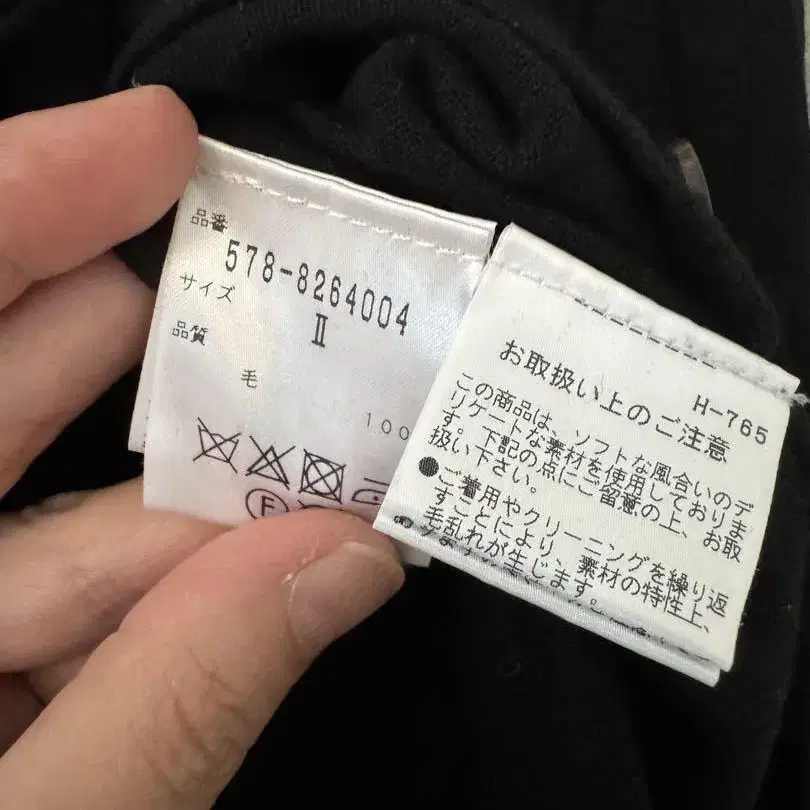 品番
578-8264004
サイズ
Ⅱ
品質
毛
100
F
H-765
お取扱い上のご注意
この商品は、ソフトな風合いのデ
リケートな素材を使用しておりま
す。下記の点にご留意の上、お取
扱い下さい。
●ご着用やクリーニングを繰り返
すことにより、素材の特性上、
毛乱れが生じます。